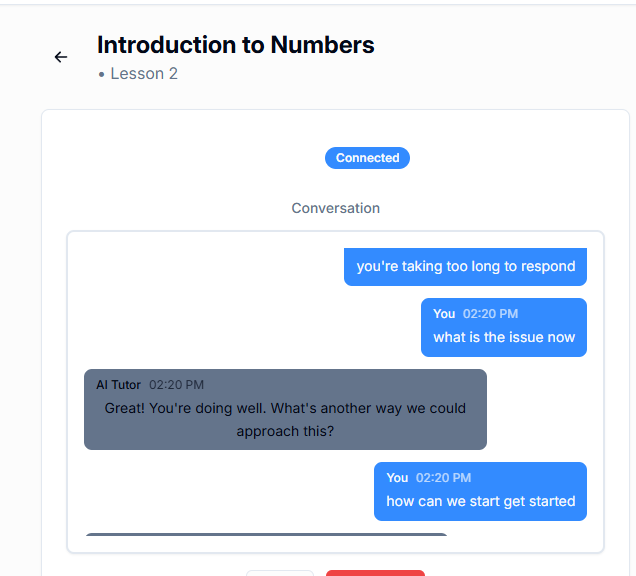 Introduction to Numbers
• Lesson 2
Connected
Conversation
you're taking too long to respond
You 02:20 PM
what is the issue now
AI Tutor 02:20 PM
Great! You're doing well. What's another way we could
approach this?
You 02:20 PM
how can we start get started